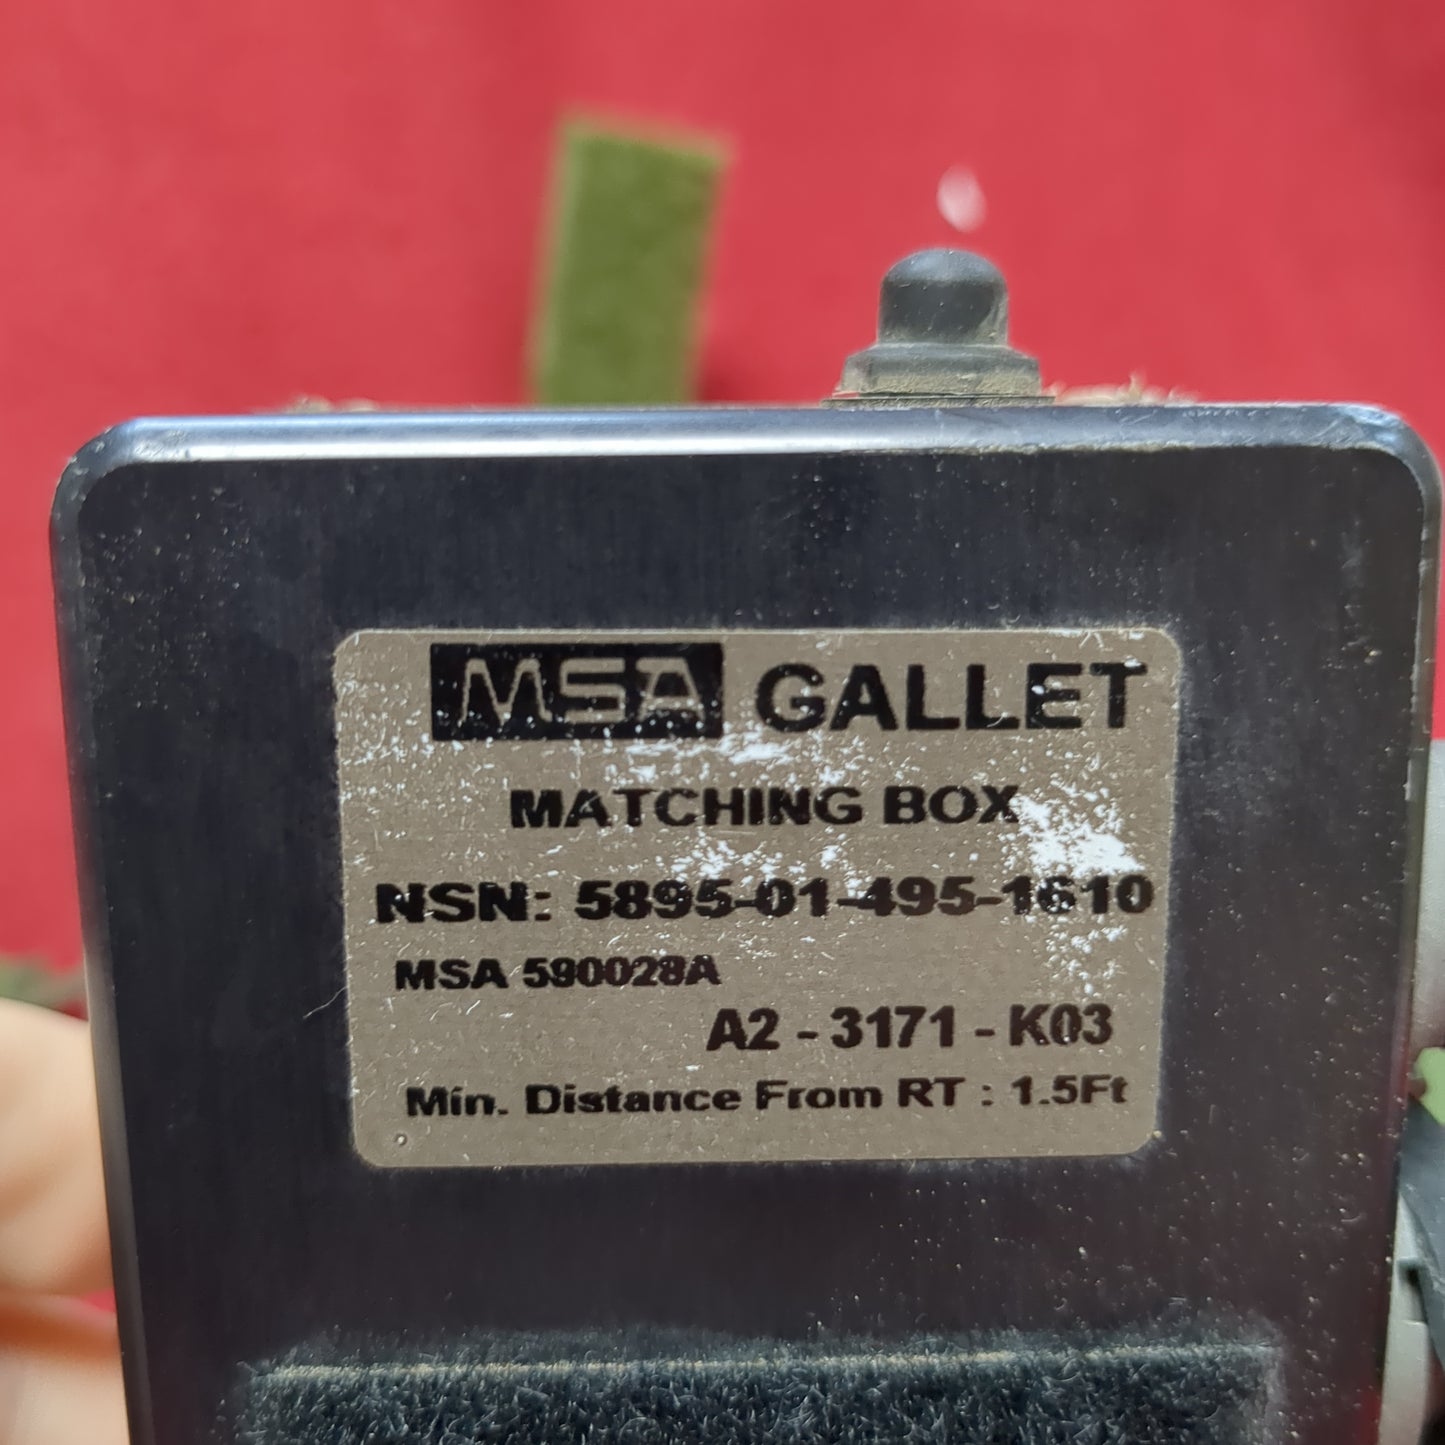 MSA GALLET
MATCHING BOX
NSN: 5895-01-495-1610
MSA 590028A
A2 - 3171 - K03
Min. Distance From RT : 1.5Ft